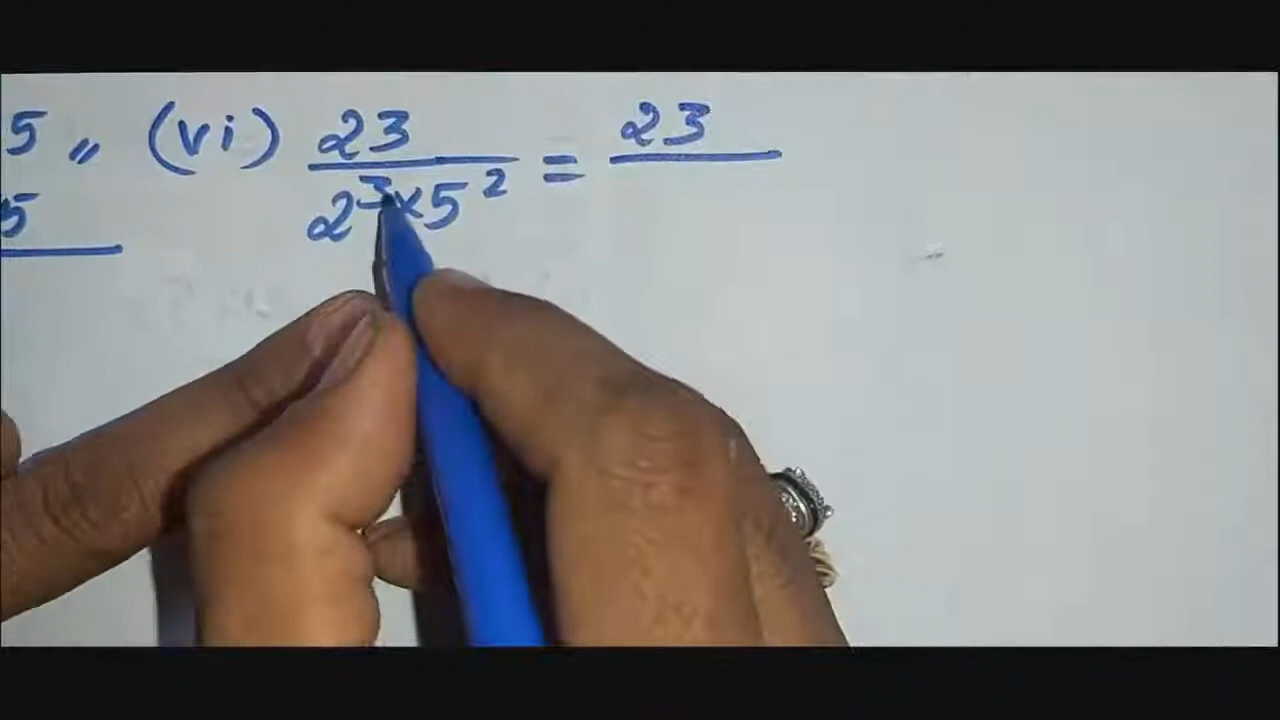 5 〃 (vi) 23 / 2³×5² = 23
5